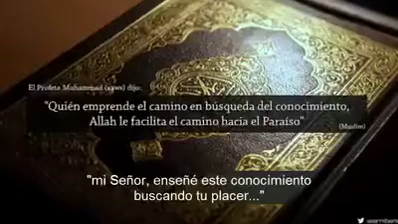 El Profeta Muhammad (saws) dijo:
"Quién emprende el camino en búsqueda del conocimiento,
Allah le facilita el camino hacia el Paraíso"
(Muslim)
"mi Señor, enseñé este conocimiento
buscando tu placer..."